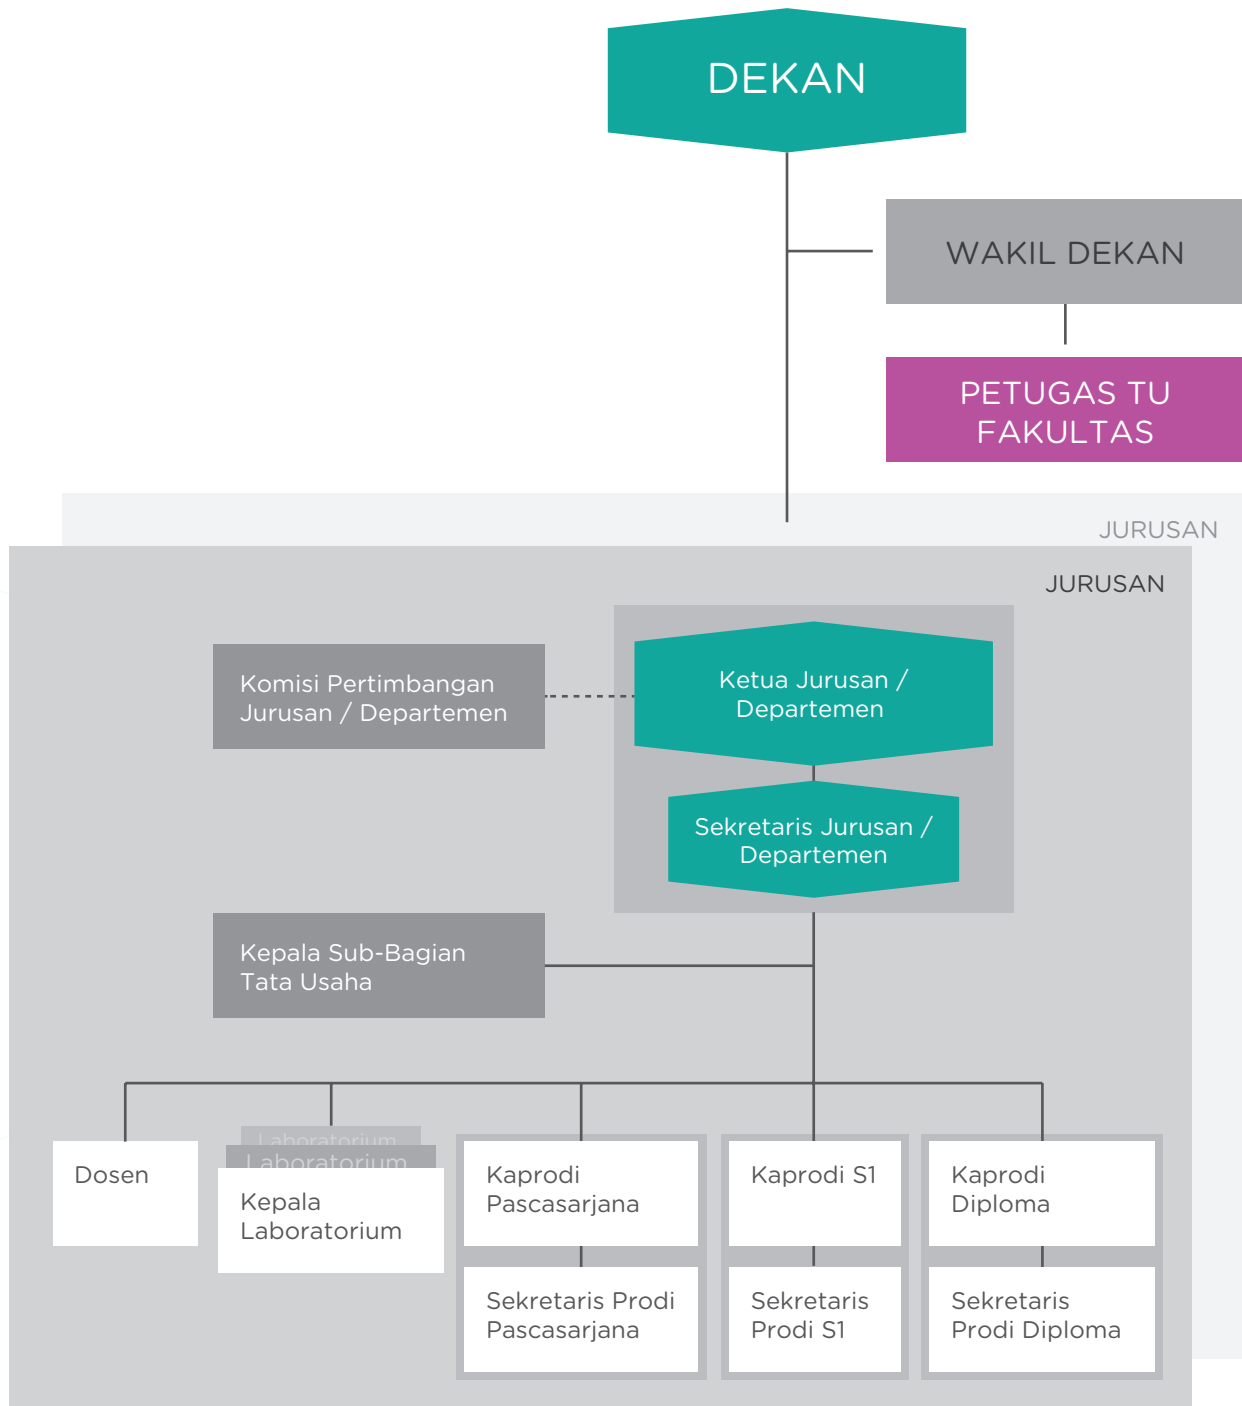 DEKAN
WAKIL DEKAN
PETUGAS TU
FAKULTAS
JURUSAN
JURUSAN
Komisi Pertimbangan
Jurusan / Departemen
Ketua Jurusan /
Departemen
Sekretaris Jurusan /
Departemen
Kepala Sub-Bagian
Tata Usaha
Dosen
Laboratorium
Laboratorium
Kepala
Laboratorium
Kaprodi
Pascasarjana
Kaprodi S1
Kaprodi
Diploma
Sekretaris Prodi
Pascasarjana
Sekretaris
Prodi S1
Sekretaris
Prodi Diploma